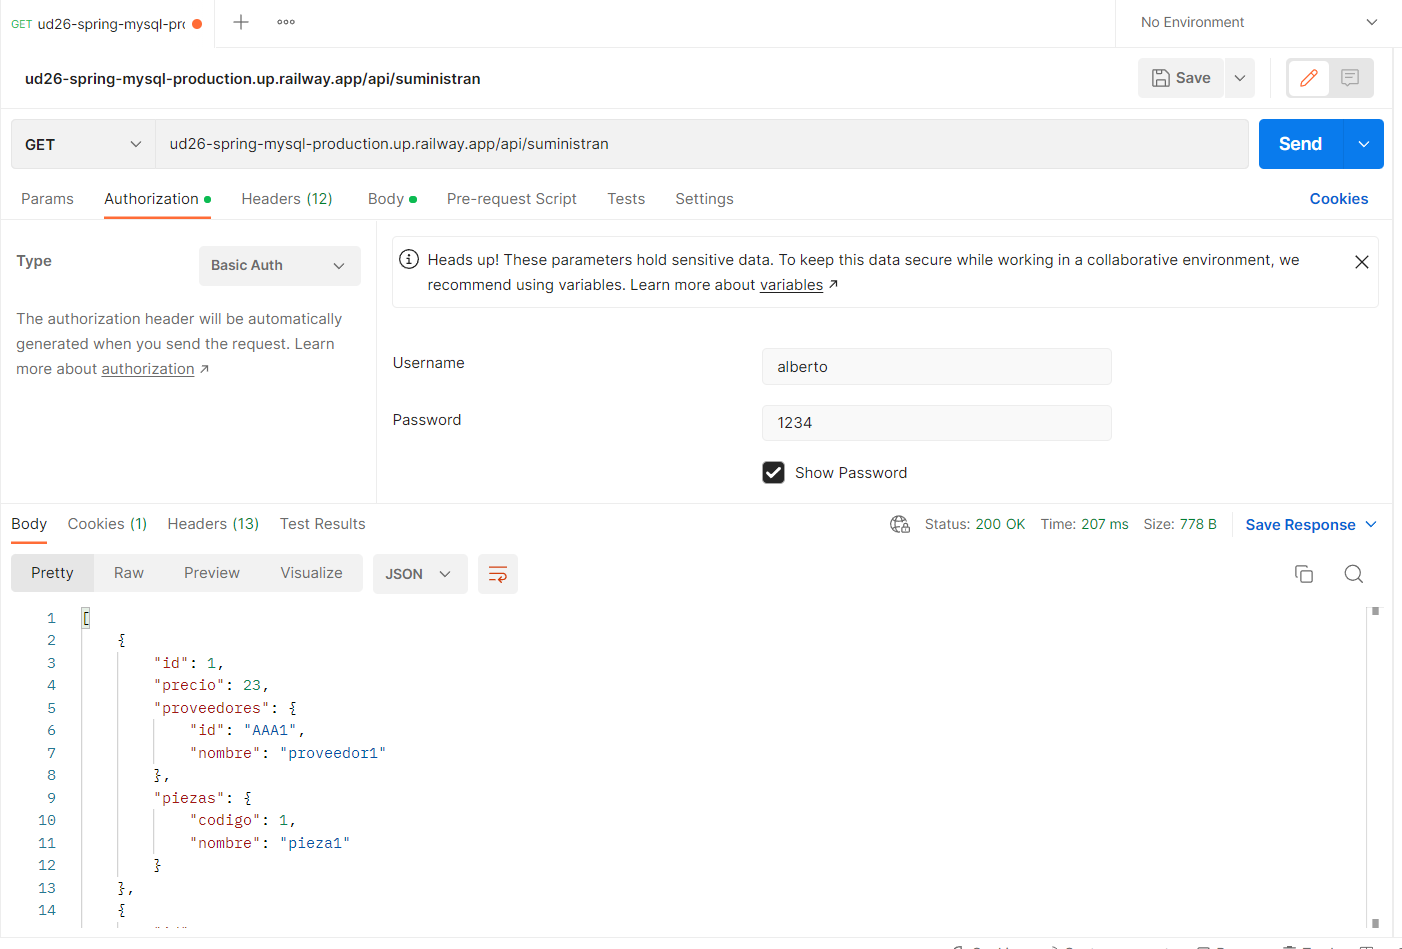 GET ud26-spring-mysql-pro
No Environment
ud26-spring-mysql-production.up.railway.app/api/suministran
Save
GET
ud26-spring-mysql-production.up.railway.app/api/suministran
Send
Params Authorization Headers (12) Body Pre-request Script Tests Settings
Cookies
Type
Basic Auth
The authorization header will be automatically
generated when you send the request. Learn
more about authorization ↗
Heads up! These parameters hold sensitive data. To keep this data secure while working in a collaborative environment, we
recommend using variables. Learn more about variables ↗
Username
alberto
Password
1234
Show Password
Body Cookies (1) Headers (13) Test Results
Status: 200 OK Time: 207 ms Size: 778 B
Save Response
Pretty Raw Preview Visualize
JSON
1 [
2 {
3 "id": 1,
4 "precio": 23,
5 "proveedores": {
6 "id": "AAA1",
7 "nombre": "proveedor1"
8 },
9 "piezas": {
10 "codigo": 1,
11 "nombre": "pieza1"
12 }
13 },
14 {